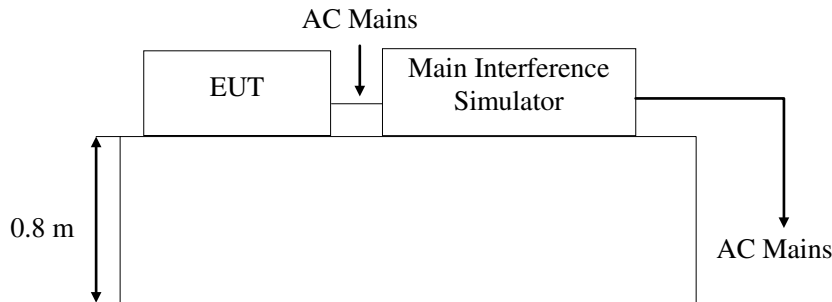 AC Mains
EUT
Main Interference
Simulator
0.8 m
AC Mains